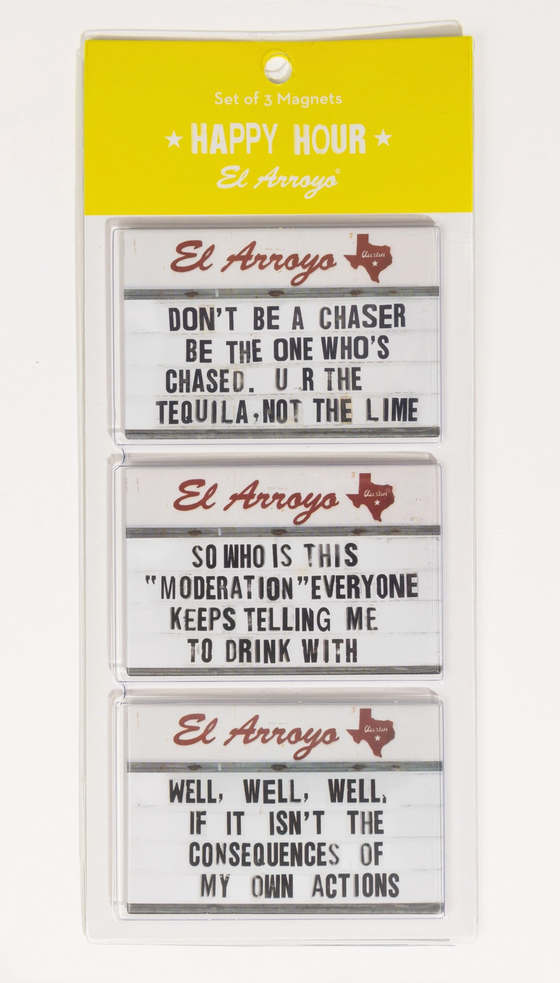 Set of 3 Magnets
★ HAPPY HOUR ★
El Arroyo®
El Arroyo Austin
DON'T BE A CHASER
BE THE ONE WHO'S
CHASED. U R THE
TEQUILA, NOT THE LIME
El Arroyo Austin
SO WHO IS THIS
"MODERATION" EVERYONE
KEEPS TELLING ME
TO DRINK WITH
El Arroyo Austin
WELL, WELL, WELL,
IF IT ISN'T THE
CONSEQUENCES OF
MY OWN ACTIONS